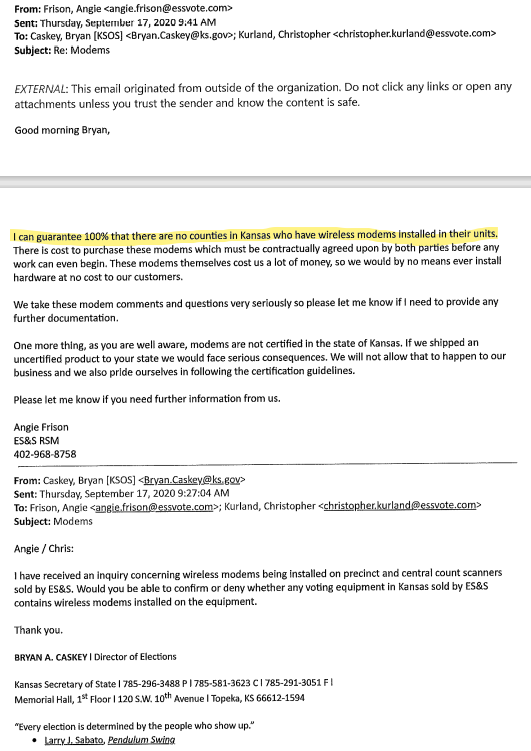 From: Frison, Angie <angie.frison@essvote.com>
Sent: Thursday, September 17, 2020 9:41 AM
To: Caskey, Bryan [KSOS] <Bryan.Caskey@ks.gov>; Kurland, Christopher <christopher.kurland@essvote.com>
Subject: Re: Modems
EXTERNAL: This email originated from outside of the organization. Do not click any links or open any
attachments unless you trust the sender and know the content is safe.
Good morning Bryan,
I can guarantee 100% that there are no counties in Kansas who have wireless modems installed in their units.
There is cost to purchase these modems which must be contractually agreed upon by both parties before any
work can even begin. These modems themselves cost us a lot of money, so we would by no means ever install
hardware at no cost to our customers.
We take these modem comments and questions very seriously so please let me know if I need to provide any
further documentation.
One more thing, as you are well aware, modems are not certified in the state of Kansas. If we shipped an
uncertified product to your state we would face serious consequences. We will not allow that to happen to our
business and we also pride ourselves in following the certification guidelines.
Please let me know if you need further information from us.
Angie Frison
ES&S RSM
402-968-8758
From: Caskey, Bryan [KSOS] <Bryan.Caskey@ks.gov>
Sent: Thursday, September 17, 2020 9:27:04 AM
To: Frison, Angie <angie.frison@essvote.com>; Kurland, Christopher <christopher.kurland@essvote.com>
Subject: Modems
Angie / Chris:
I have received an inquiry concerning wireless modems being installed on precinct and central count scanners
sold by ES&S. Would you be able to confirm or deny whether any voting equipment in Kansas sold by ES&S
contains wireless modems installed on the equipment.
Thank you.
BRYAN A. CASKEY I Director of Elections
Kansas Secretary of State I 785-296-3488 P I 785-581-3623 C I 785-291-3051 F I
Memorial Hall, 1st Floor I 120 S.W. 10th Avenue I Topeka, KS 66612-1594
"Every election is determined by the people who show up."
• Larry J. Sabato, Pendulum Swing